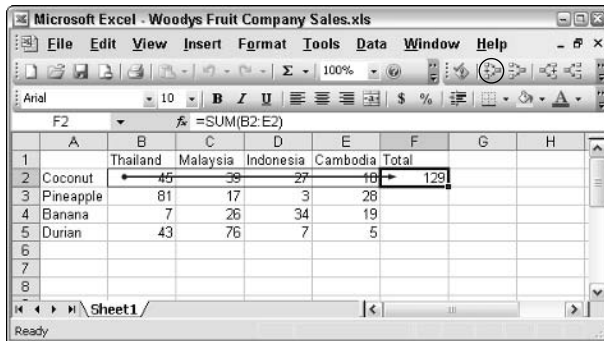 Microsoft Excel - Woodys Fruit Company Sales.xls
File Edit View Insert Format Tools Data Window Help
Σ 100%
Arial 10 B I U $ %
F2 fx =SUM(B2:E2)
A B C D E F G H
1 Thailand Malaysia Indonesia Cambodia Total
2 Coconut 45 39 27 18 129
3 Pineapple 81 17 3 28
4 Banana 7 26 34 19
5 Durian 43 76 7 5
6
7
8
Sheet1
Ready